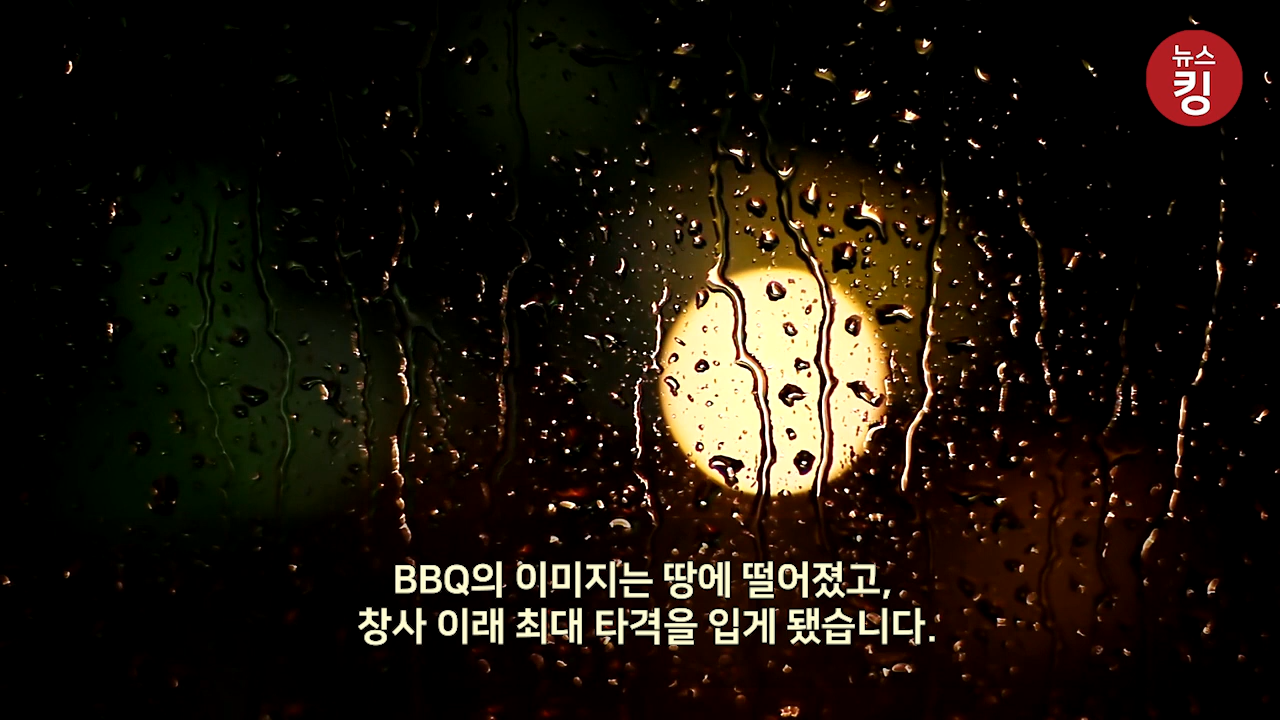 뉴스
킹
BBQ의 이미지는 땅에 떨어졌고,
창사 이래 최대 타격을 입게 됐습니다.